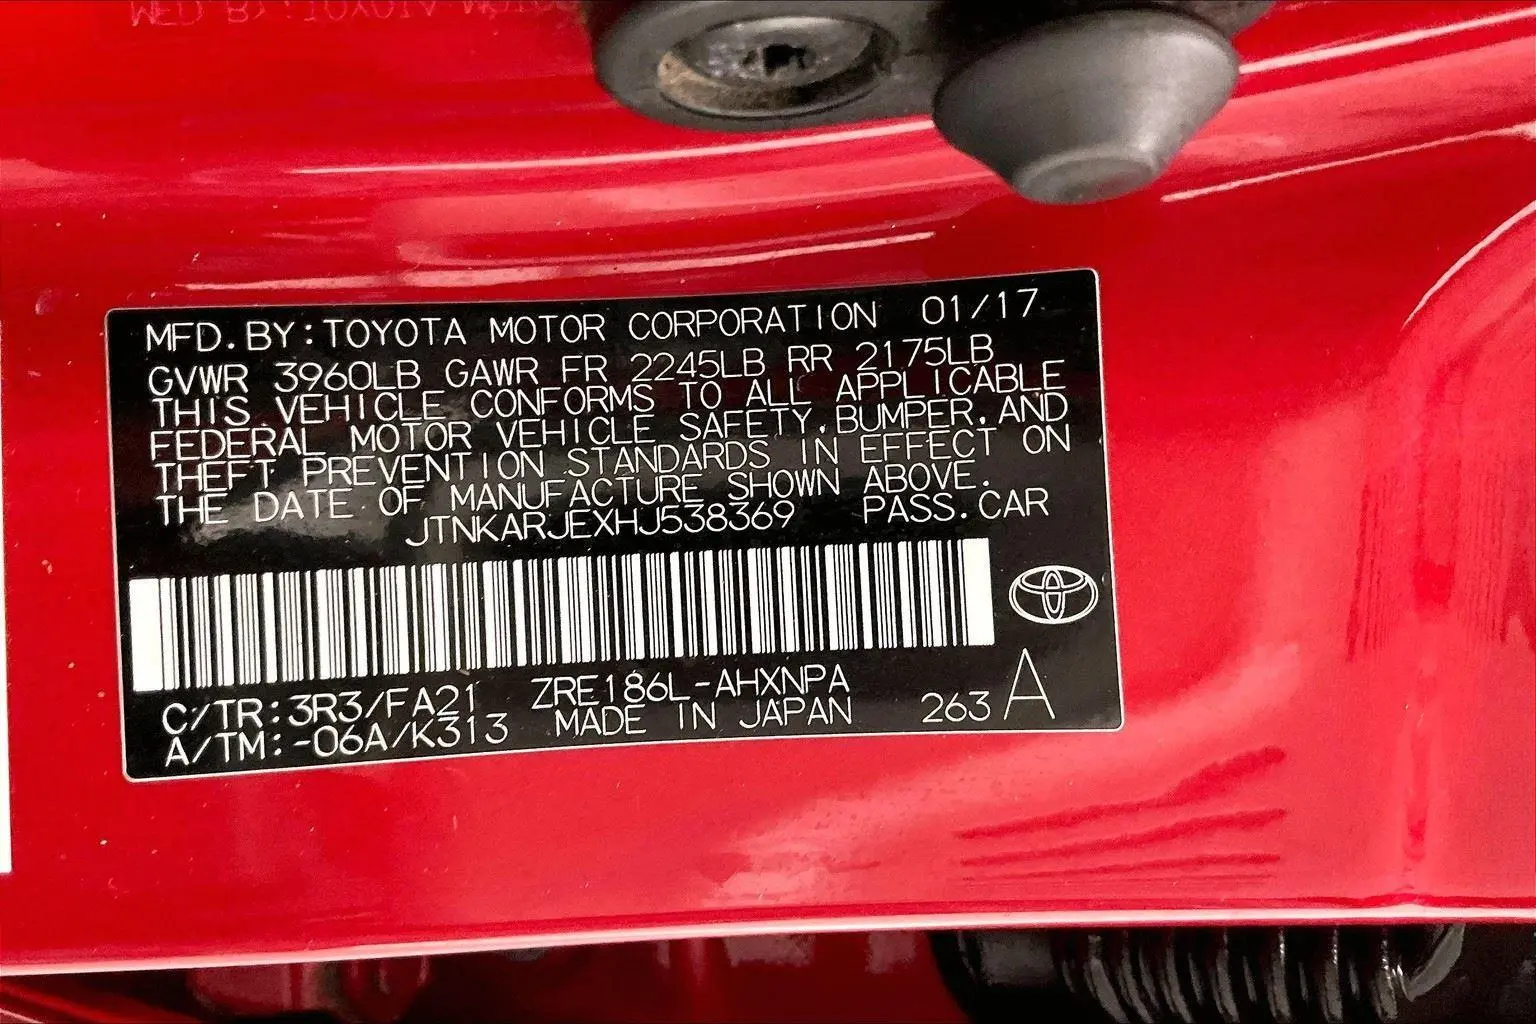 MFD. BY: TOYOTA MOTOR CORPORATION 01/17
GVWR 3960LB GAWR FR 2245LB RR 2175LB
THIS VEHICLE CONFORMS TO ALL APPLICABLE
FEDERAL MOTOR VEHICLE SAFETY, BUMPER, AND
THEFT PREVENTION STANDARDS IN EFFECT ON
THE DATE OF MANUFACTURE SHOWN ABOVE.
JTNKARJEXHJ538369 PASS. CAR
C/TR: 3R3/FA21 ZRE186L-AHXNPA
A/TM: -06A/K313 MADE IN JAPAN 263 A